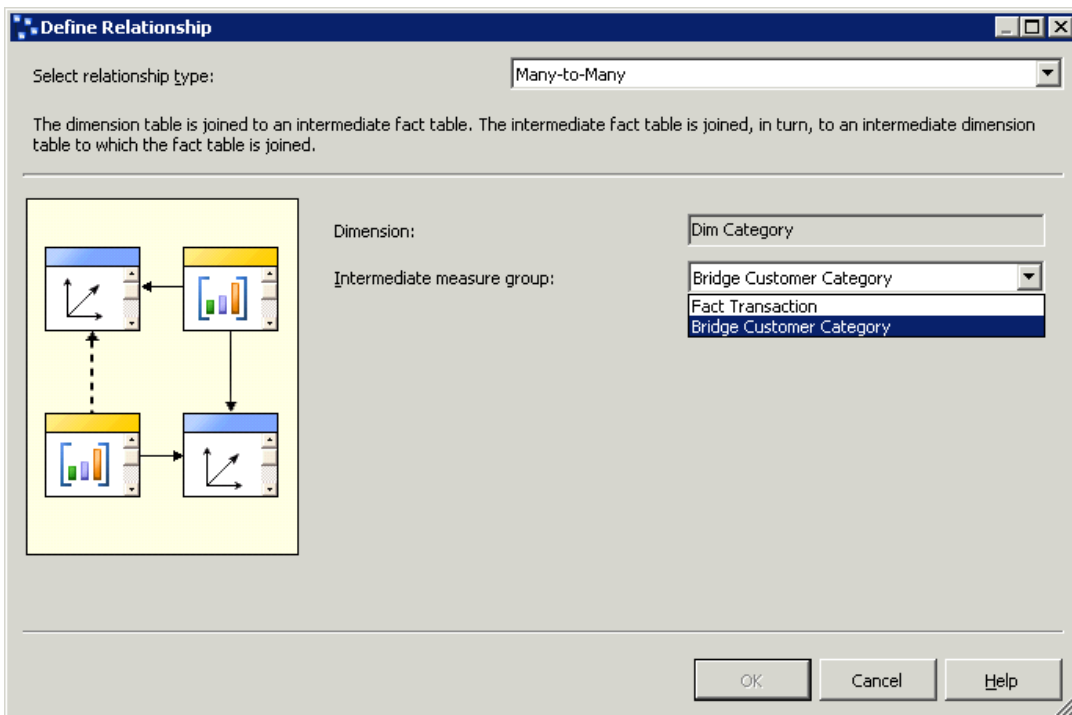 Define Relationship
Select relationship type:
Many-to-Many
The dimension table is joined to an intermediate fact table. The intermediate fact table is joined, in turn, to an intermediate dimension
table to which the fact table is joined.
Dimension:
Dim Category
Intermediate measure group:
Bridge Customer Category
Fact Transaction
Bridge Customer Category
OK
Cancel
Help